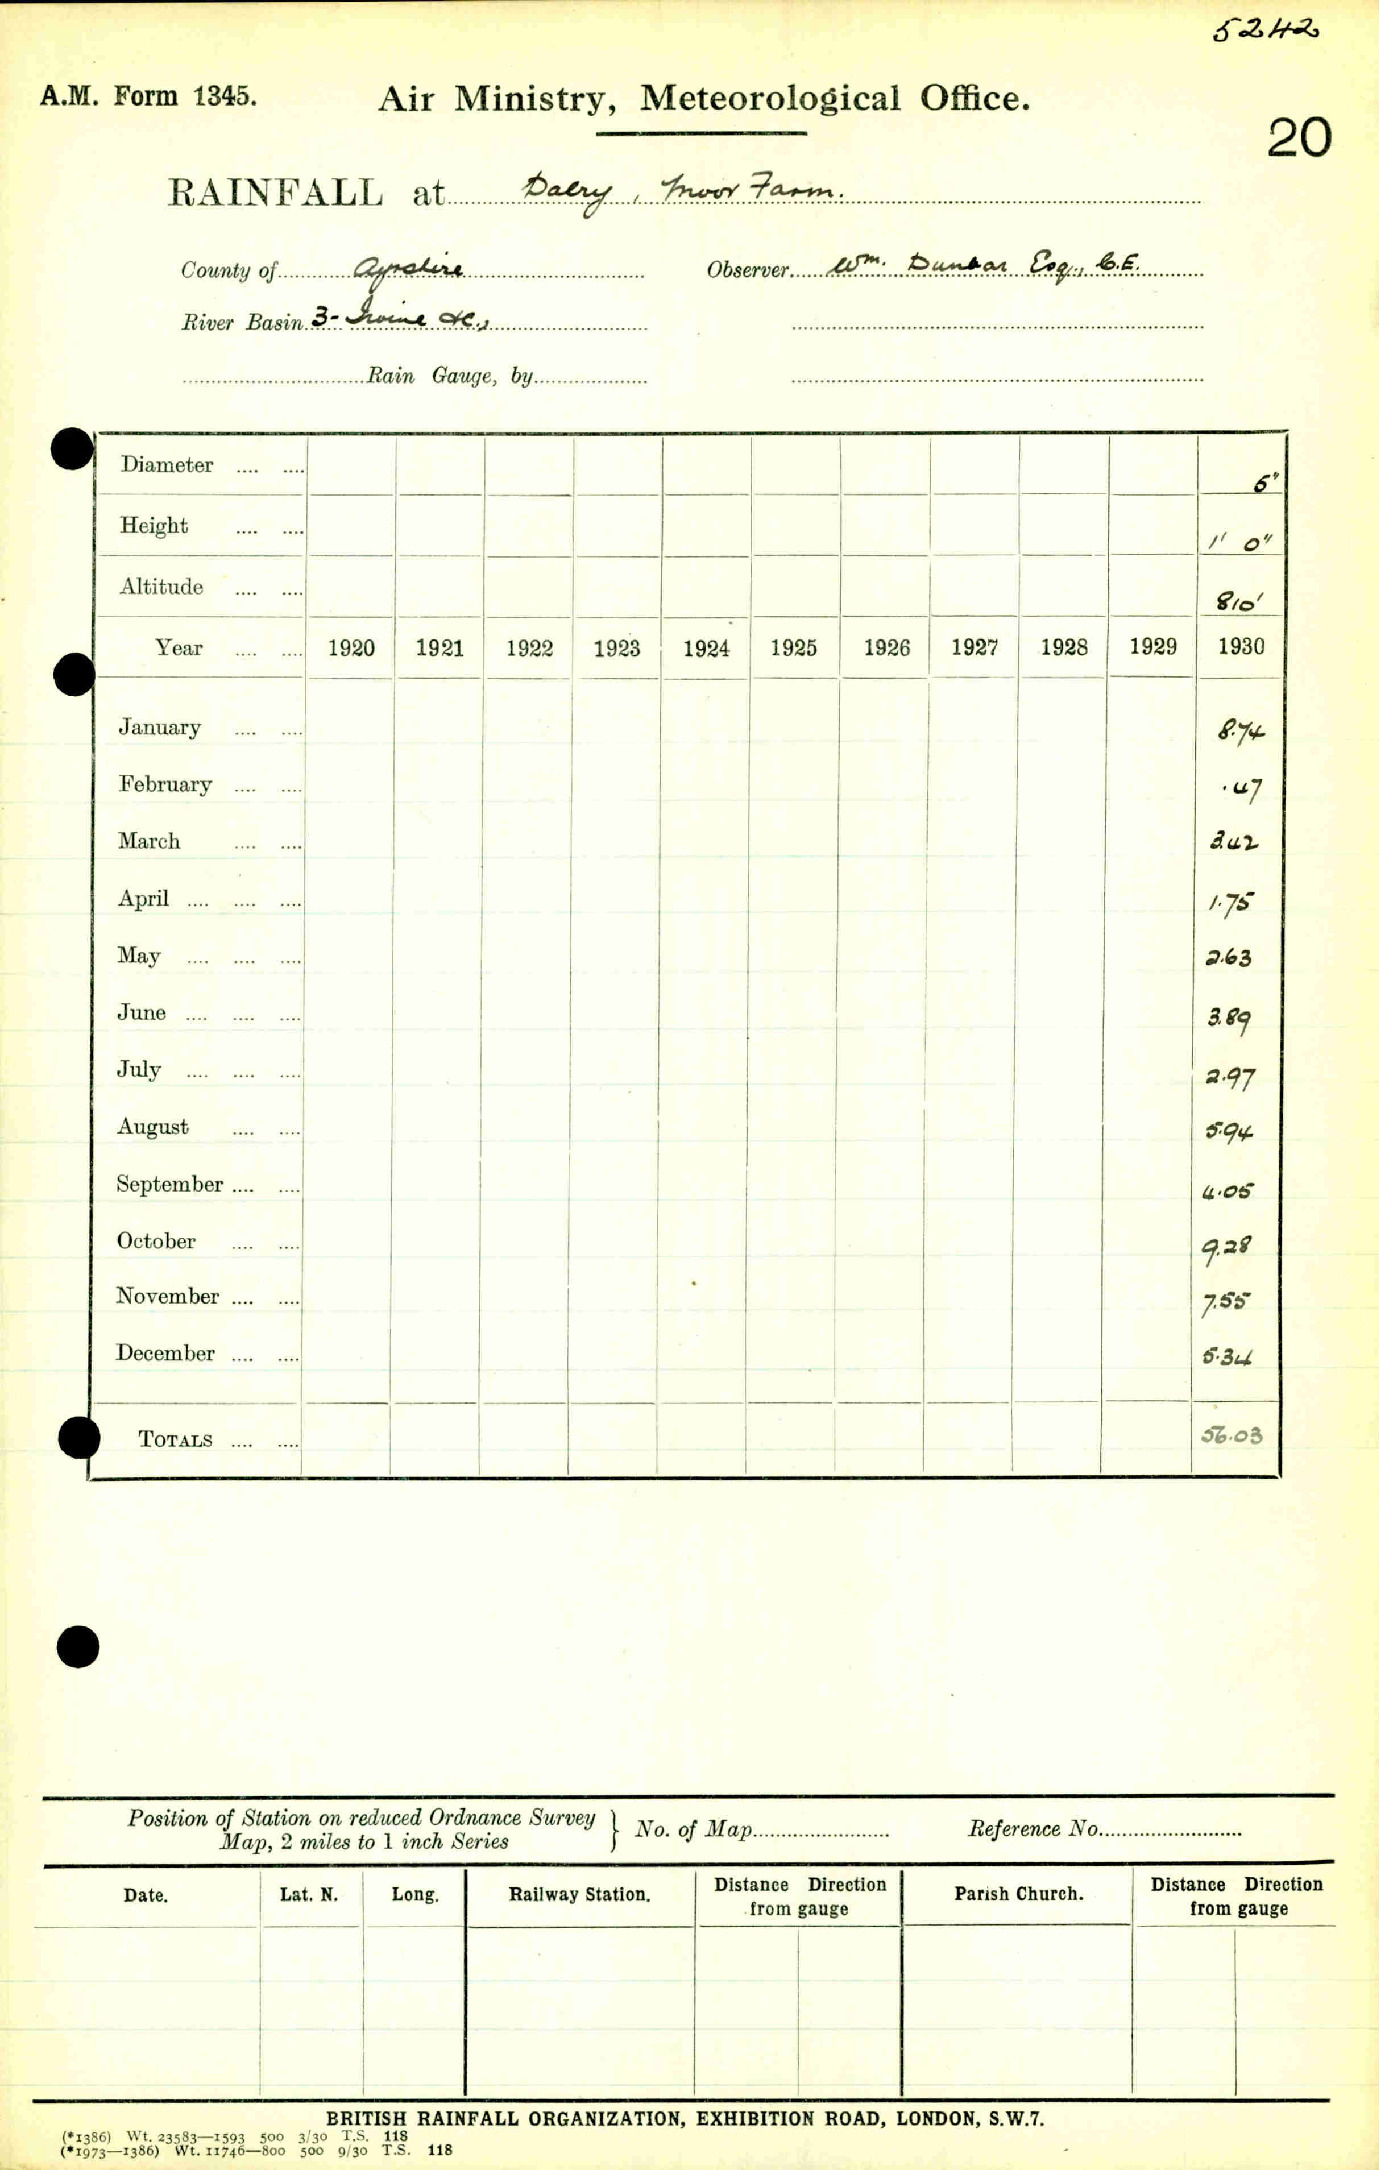 5242
A.M. Form 1345. Air Ministry, Meteorological Office.
20
RAINFALL at Dalry, Moor Farm.
County of Ayrshire Observer Wm. Dunbar Esq., C.E.
River Basin 3- Irvine &c.,
Rain Gauge, by
Diameter .... .... 5"
Height .... .... 1' 0"
Altitude .... .... 810'
Year .... .... 1920 1921 1922 1923 1924 1925 1926 1927 1928 1929 1930
January .... .... 8.74
February .... .... .47
March .... .... 3.42
April .... .... .... 1.75
May .... .... .... 2.63
June .... .... .... 3.89
July .... .... .... 2.97
August .... .... 5.94
September .... .... 4.05
October .... .... 9.28
November .... .... 7.55
December .... .... 5.34
TOTALS .... .... 56.03
Position of Station on reduced Ordnance Survey
Map, 2 miles to 1 inch Series } No. of Map Reference No.
Date. Lat. N. Long. Railway Station. Distance Direction from gauge Parish Church. Distance Direction from gauge
BRITISH RAINFALL ORGANIZATION, EXHIBITION ROAD, LONDON, S.W.7.
(*1386) Wt. 23583—1593 500 3/30 T.S. 118
(*1973—1386) Wt. 11746—800 500 9/30 T.S. 118